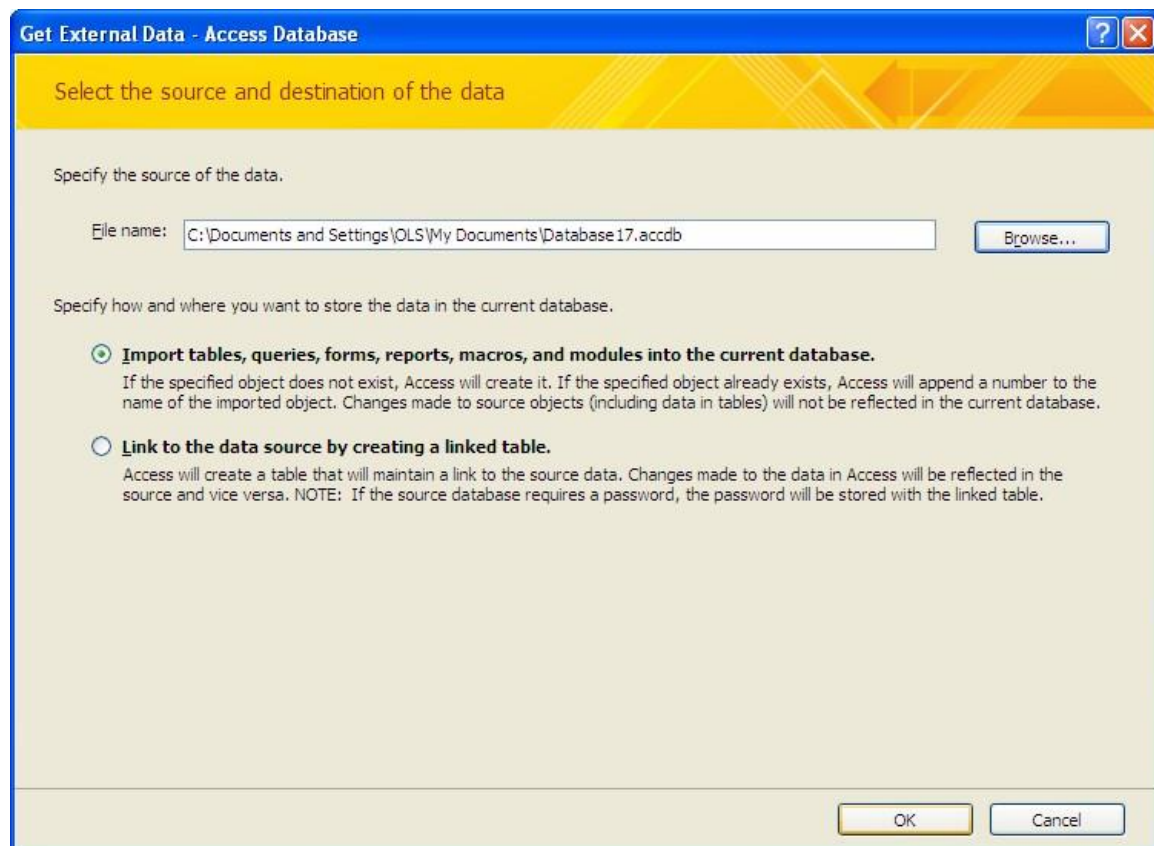 Get External Data - Access Database
Select the source and destination of the data
Specify the source of the data.
File name: C:\Documents and Settings\OLS\My Documents\Database17.accdb Browse...
Specify how and where you want to store the data in the current database.
Import tables, queries, forms, reports, macros, and modules into the current database.
If the specified object does not exist, Access will create it. If the specified object already exists, Access will append a number to the
name of the imported object. Changes made to source objects (including data in tables) will not be reflected in the current database.
Link to the data source by creating a linked table.
Access will create a table that will maintain a link to the source data. Changes made to the data in Access will be reflected in the
source and vice versa. NOTE: If the source database requires a password, the password will be stored with the linked table.
OK Cancel